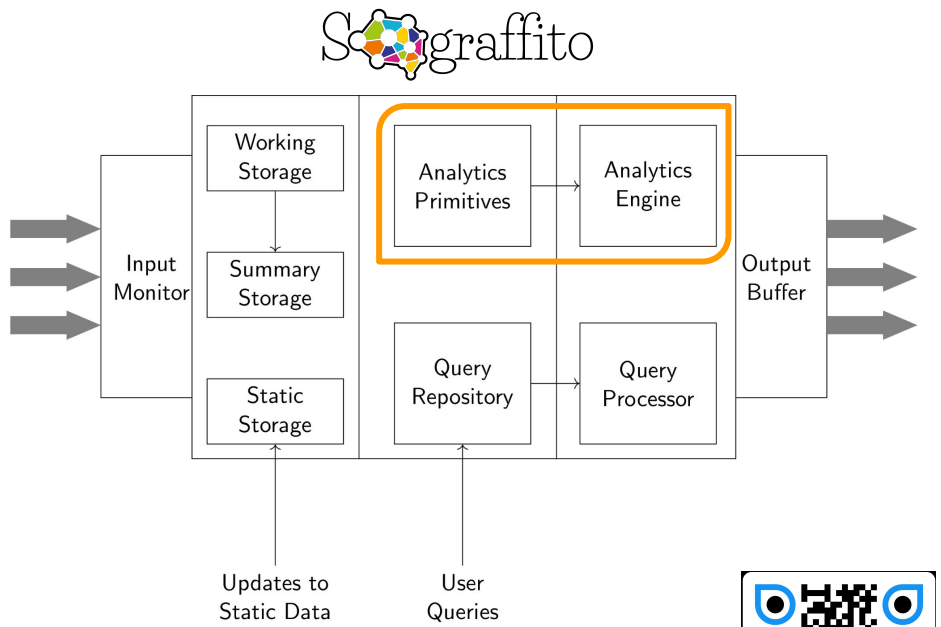 Sgraffito
Working
Storage
Analytics
Primitives
Analytics
Engine
Input
Monitor
Summary
Storage
Output
Buffer
Static
Storage
Query
Repository
Query
Processor
Updates to
Static Data
User
Queries